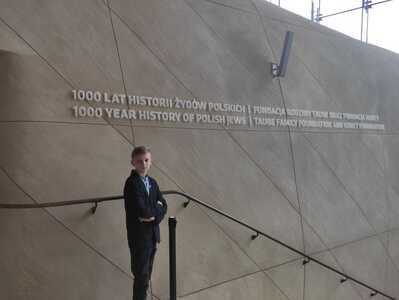 1000 LAT HISTORII ŻYDÓW POLSKICH | FUNDACJA RODZINY TAUBE ORAZ FUNDACJA KORET
1000 YEAR HISTORY OF POLISH JEWS | TAUBE FAMILY FOUNDATION AND KORET FOUNDATION